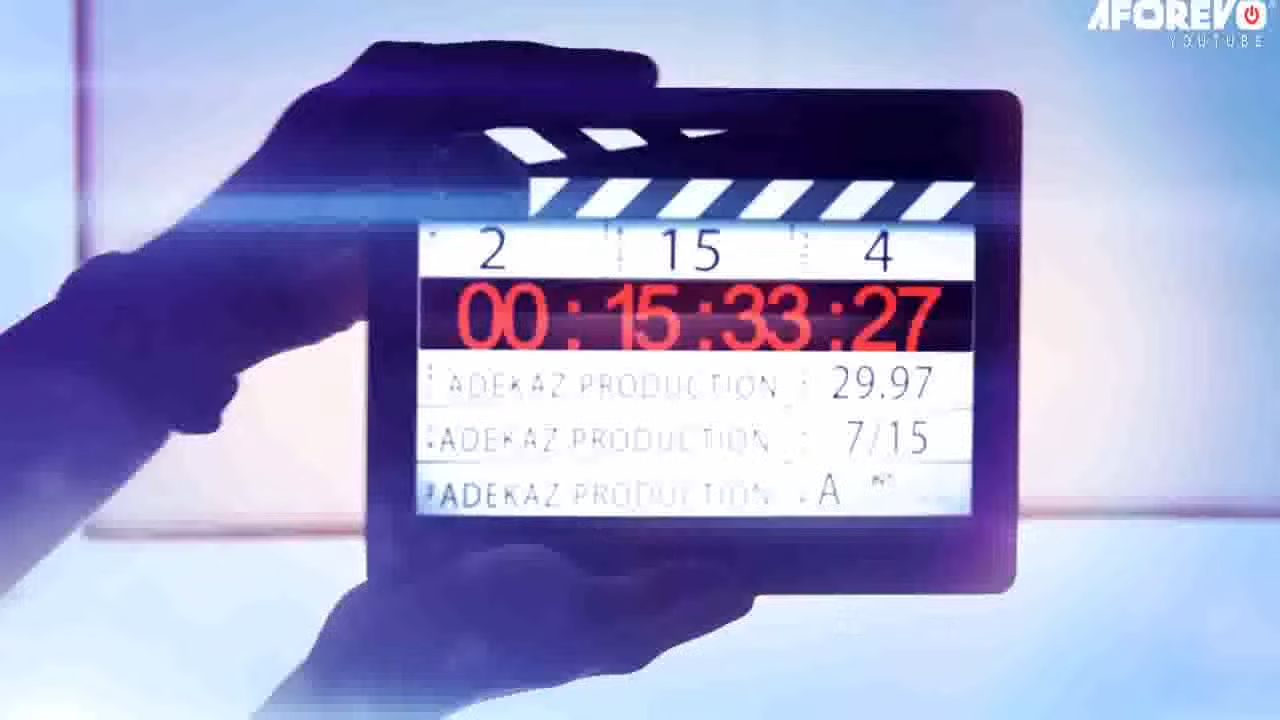 AFOREVO
YOUTUBE
2 15 4
00:15:33:27
ADEKAZ PRODUCTION 29.97
ADEKAZ PRODUCTION 7/15
ADEKAZ PRODUCTION A INT